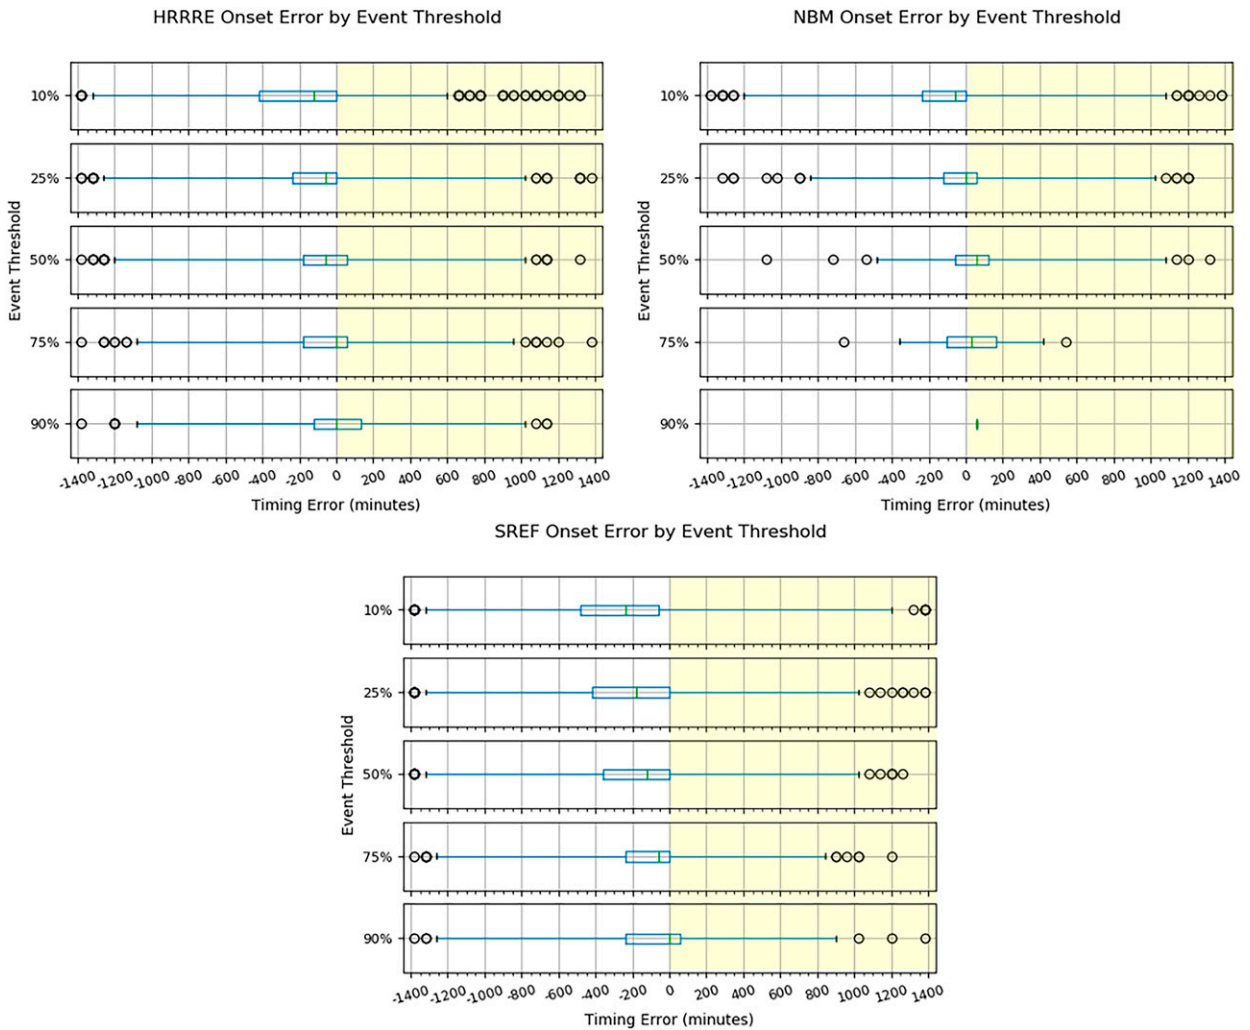 HRRRE Onset Error by Event Threshold
10%
25%
50%
75%
90%
Event Threshold
-1400 -1200 -1000 -800 -600 -400 -200 0 200 400 600 800 1000 1200 1400
Timing Error (minutes)
NBM Onset Error by Event Threshold
10%
25%
50%
75%
90%
Event Threshold
-1400 -1200 -1000 -800 -600 -400 -200 0 200 400 600 800 1000 1200 1400
Timing Error (minutes)
SREF Onset Error by Event Threshold
10%
25%
50%
75%
90%
Event Threshold
-1400 -1200 -1000 -800 -600 -400 -200 0 200 400 600 800 1000 1200 1400
Timing Error (minutes)